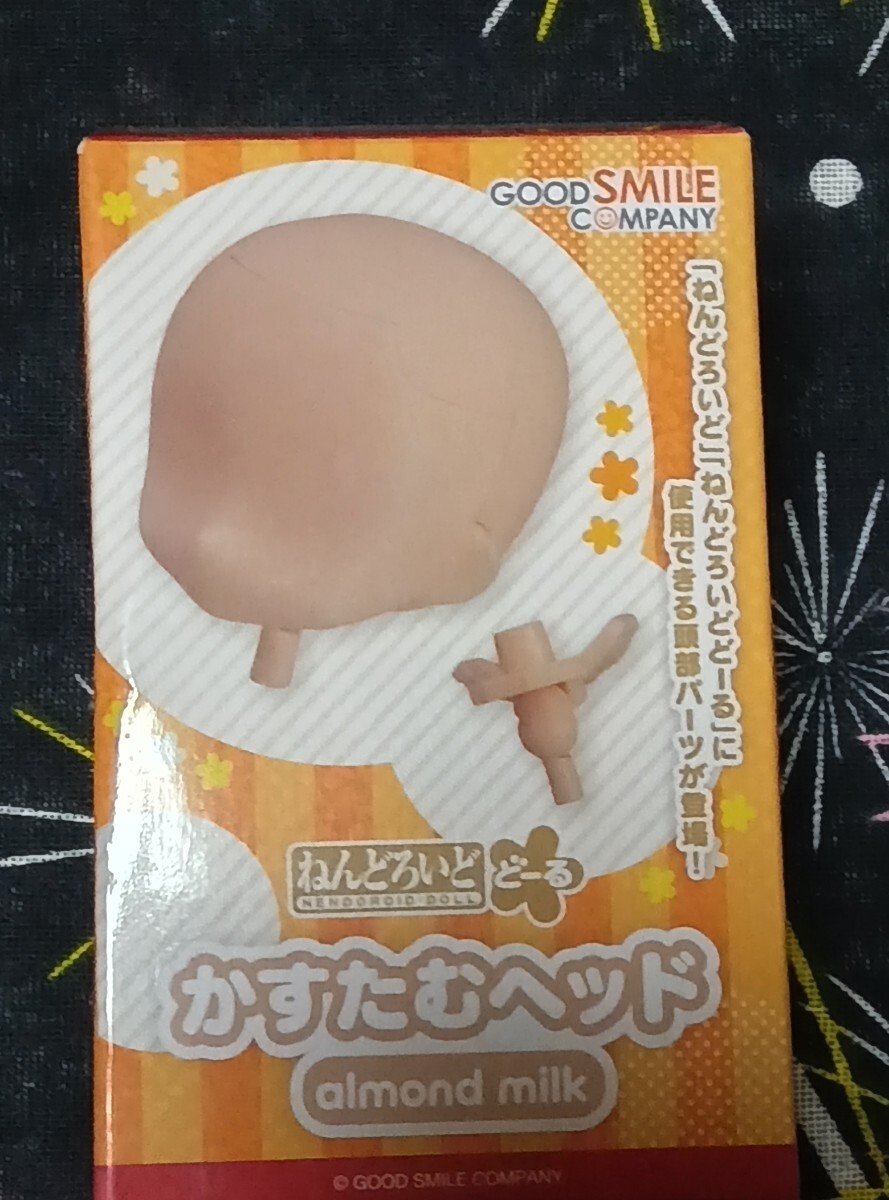 GOOD SMILE
COMPANY
「ねんどろいど」「ねんどろいどどーる」に
使用できる頭部パーツが登場!
ねんどろいど
NENDOROID DOLL
どーる
かすたむヘッド
almond milk
© GOOD SMILE COMPANY